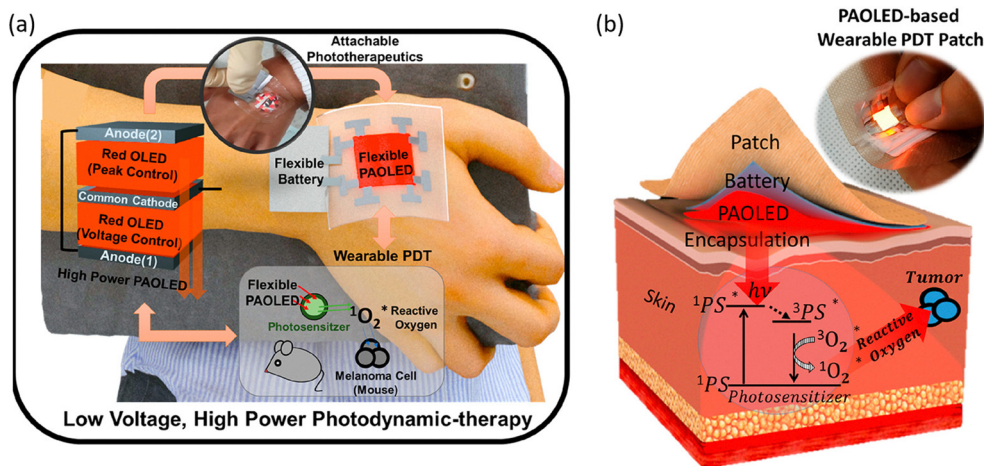 (a)
Attachable
Phototherapeutics
Anode(2)
Red OLED
(Peak Control)
Common Cathode
Red OLED
(Voltage Control)
Anode(1)
High Power PAOLED
Flexible
Battery
Flexible
PAOLED
Wearable PDT
Flexible
PAOLED
Photosensitzer
¹O₂ * Reactive
Oxygen
Melanoma Cell
(Mouse)
Low Voltage, High Power Photodynamic-therapy
(b)
PAOLED-based
Wearable PDT Patch
Patch
Battery
PAOLED
Encapsulation
Skin
hν
Tumor
¹PS*
³PS*
³O₂
¹O₂
* Reactive
* Oxygen
¹PS
Photosensitizer